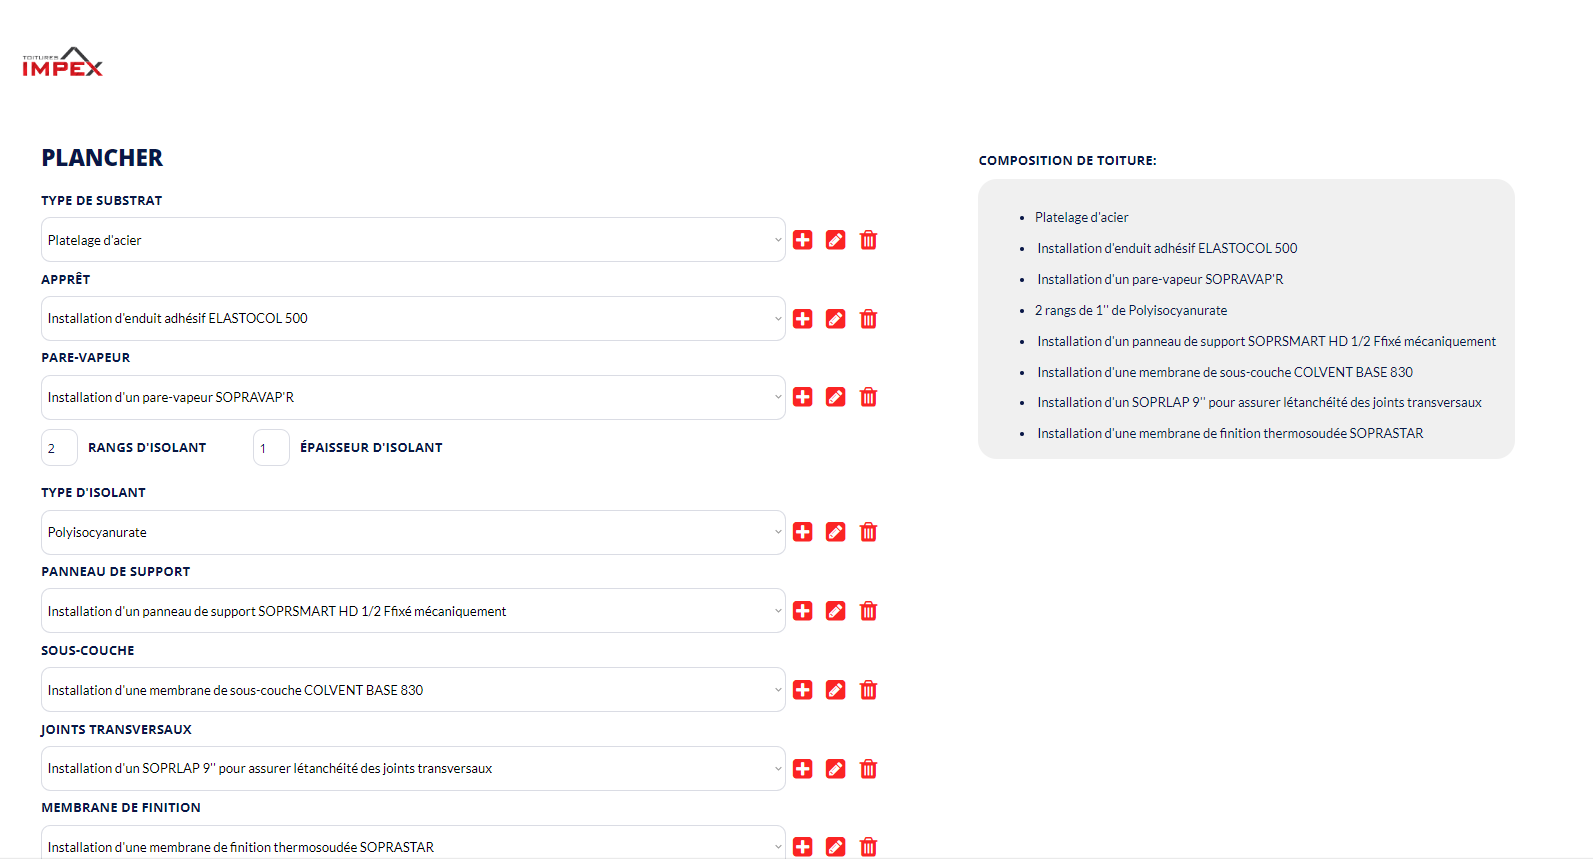 TOITURES
IMPEX
PLANCHER
TYPE DE SUBSTRAT
Platelage d'acier
APPRÊT
Installation d'enduit adhésif ELASTOCOL 500
PARE-VAPEUR
Installation d'un pare-vapeur SOPRAVAP'R
2 RANGS D'ISOLANT 1 ÉPAISSEUR D'ISOLANT
TYPE D'ISOLANT
Polyisocyanurate
PANNEAU DE SUPPORT
Installation d'un panneau de support SOPRSMART HD 1/2 Ffixé mécaniquement
SOUS-COUCHE
Installation d'une membrane de sous-couche COLVENT BASE 830
JOINTS TRANSVERSAUX
Installation d'un SOPRLAP 9'' pour assurer létanchéité des joints transversaux
MEMBRANE DE FINITION
Installation d'une membrane de finition thermosoudée SOPRASTAR
COMPOSITION DE TOITURE:
• Platelage d'acier
• Installation d'enduit adhésif ELASTOCOL 500
• Installation d'un pare-vapeur SOPRAVAP'R
• 2 rangs de 1'' de Polyisocyanurate
• Installation d'un panneau de support SOPRSMART HD 1/2 Ffixé mécaniquement
• Installation d'une membrane de sous-couche COLVENT BASE 830
• Installation d'un SOPRLAP 9'' pour assurer létanchéité des joints transversaux
• Installation d'une membrane de finition thermosoudée SOPRASTAR